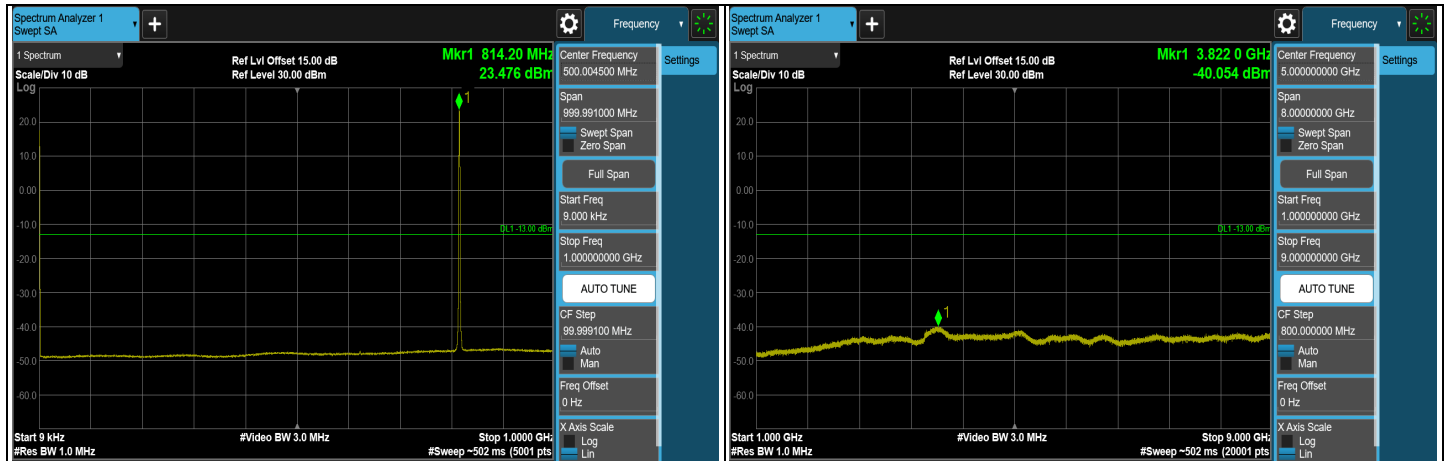 Spectrum Analyzer 1
Swept SA
+
Frequency
1 Spectrum
Scale/Div 10 dB
Log
Ref Lvl Offset 15.00 dB
Ref Level 30.00 dBm
Mkr1 814.20 MHz
23.476 dBm
1
20.0
10.0
0.00
-10.0
-20.0
-30.0
-40.0
-50.0
-60.0
DL1 -13.00 dBm
Start 9 kHz
#Res BW 1.0 MHz
#Video BW 3.0 MHz
Stop 1.0000 GHz
#Sweep ~502 ms (5001 pts
Center Frequency
500.004500 MHz
Span
999.991000 MHz
Swept Span
Zero Span
Full Span
Start Freq
9.000 kHz
Stop Freq
1.000000000 GHz
AUTO TUNE
CF Step
99.999100 MHz
Auto
Man
Freq Offset
0 Hz
X Axis Scale
Log
Lin
Settings
Spectrum Analyzer 1
Swept SA
+
Frequency
1 Spectrum
Scale/Div 10 dB
Log
Ref Lvl Offset 15.00 dB
Ref Level 30.00 dBm
Mkr1 3.822 0 GHz
-40.054 dBm
1
20.0
10.0
0.00
-10.0
-20.0
-30.0
-40.0
-50.0
-60.0
DL1 -13.00 dBm
Start 1.000 GHz
#Res BW 1.0 MHz
#Video BW 3.0 MHz
Stop 9.000 GHz
#Sweep ~502 ms (20001 pts
Center Frequency
5.000000000 GHz
Span
8.00000000 GHz
Swept Span
Zero Span
Full Span
Start Freq
1.000000000 GHz
Stop Freq
9.000000000 GHz
AUTO TUNE
CF Step
800.000000 MHz
Auto
Man
Freq Offset
0 Hz
X Axis Scale
Log
Lin
Settings